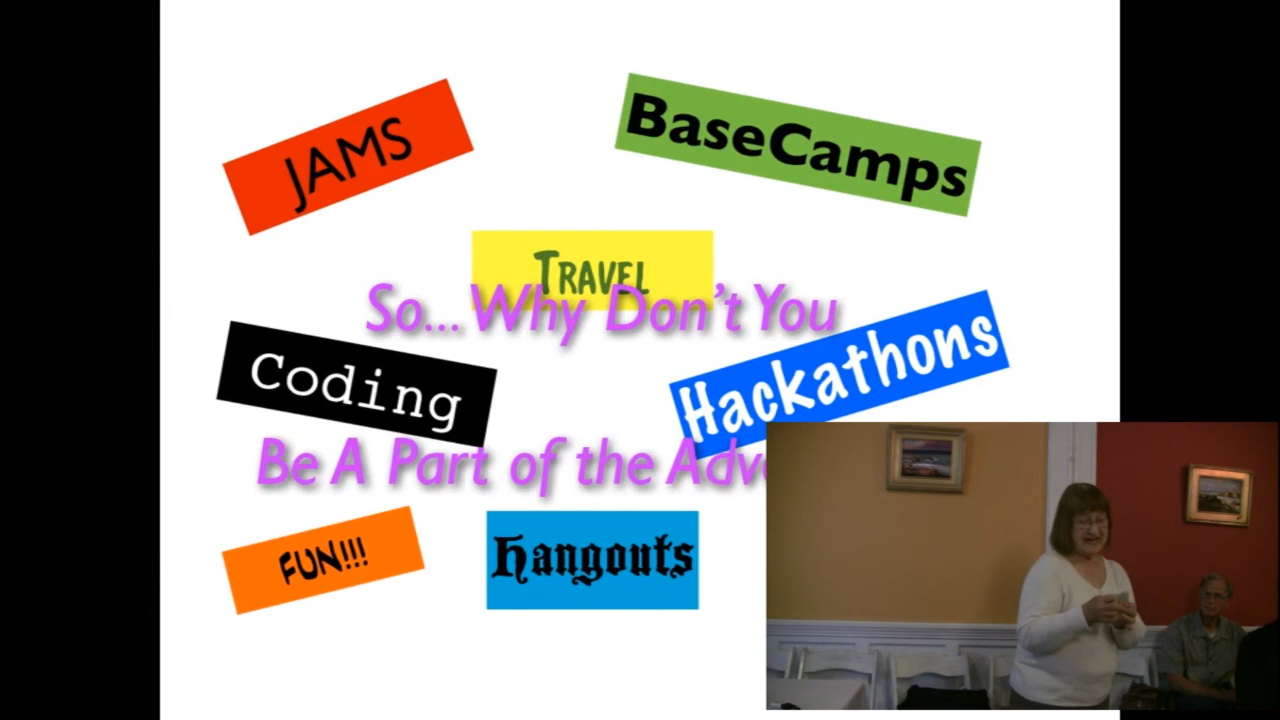 JAMS
BaseCamps
TRAVEL
So... Why Don't You
Coding
Hackathons
Be A Part of the
FUN!!!
Hangouts